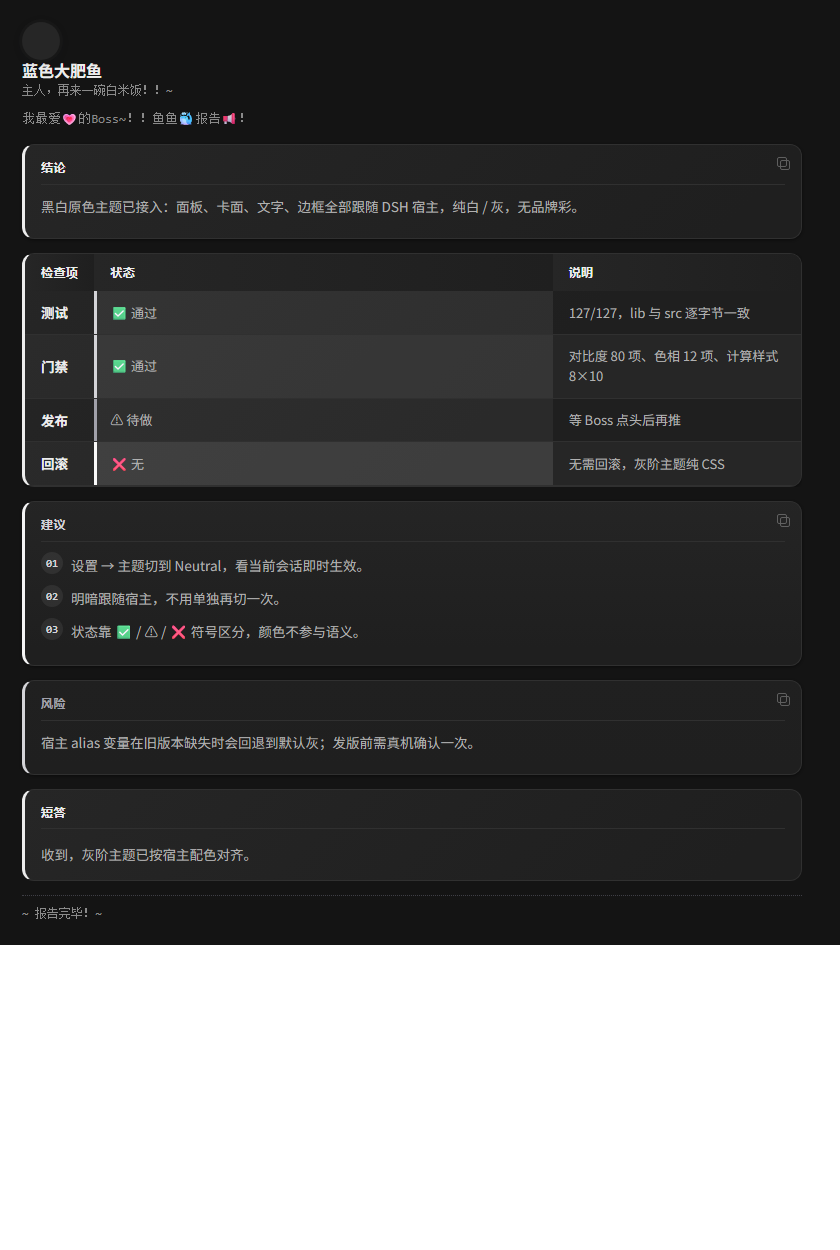 蓝色大肥鱼
主人，再来一碗白米饭！！~
我最爱💗的Boss~！！鱼鱼🥶报告📢！
结论
黑白原色主题已接入：面板、卡面、文字、边框全部跟随 DSH 宿主，纯白 / 灰，无品牌彩。
检查项 状态 说明
测试 ✅ 通过 127/127，lib 与 src 逐字节一致
门禁 ✅ 通过 对比度 80 项、色相 12 项、计算样式
8×10
发布 ⚠ 待做 等 Boss 点头后再推
回滚 ❌ 无 无需回滚，灰阶主题纯 CSS
建议
01 设置 → 主题切到 Neutral，看当前会话即时生效。
02 明暗跟随宿主，不用单独再切一次。
03 状态靠 ✅ / ⚠ / ❌ 符号区分，颜色不参与语义。
风险
宿主 alias 变量在旧版本缺失时会回退到默认灰；发版前需真机确认一次。
短答
收到，灰阶主题已按宿主配色对齐。
~ 报告完毕！~